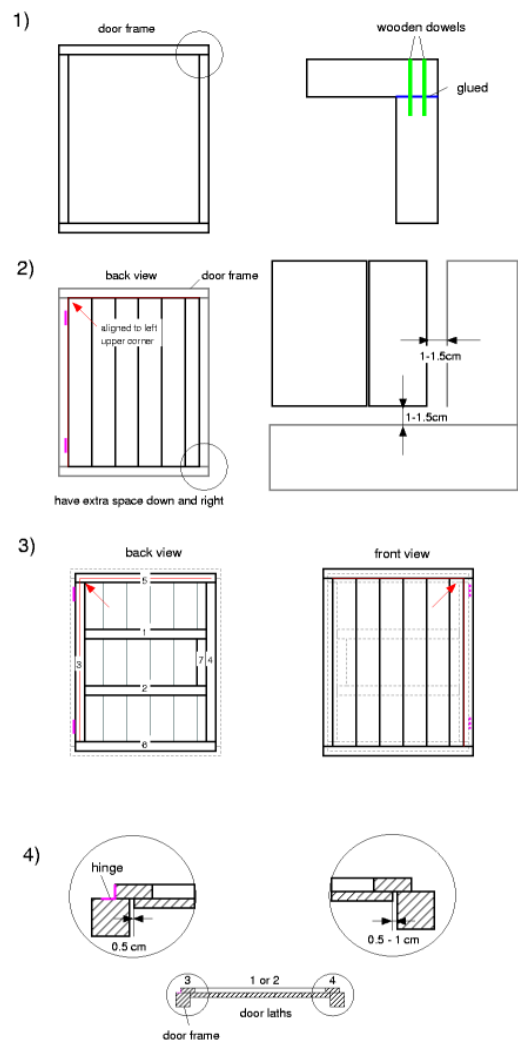 1)
door frame
wooden dowels
glued
2)
back view
door frame
aligned to left
upper corner
1-1.5cm
1-1.5cm
have extra space down and right
3)
back view
front view
5
1
3
7
4
2
6
4)
hinge
0.5 cm
0.5 - 1 cm
3
1 or 2
4
door frame
door laths